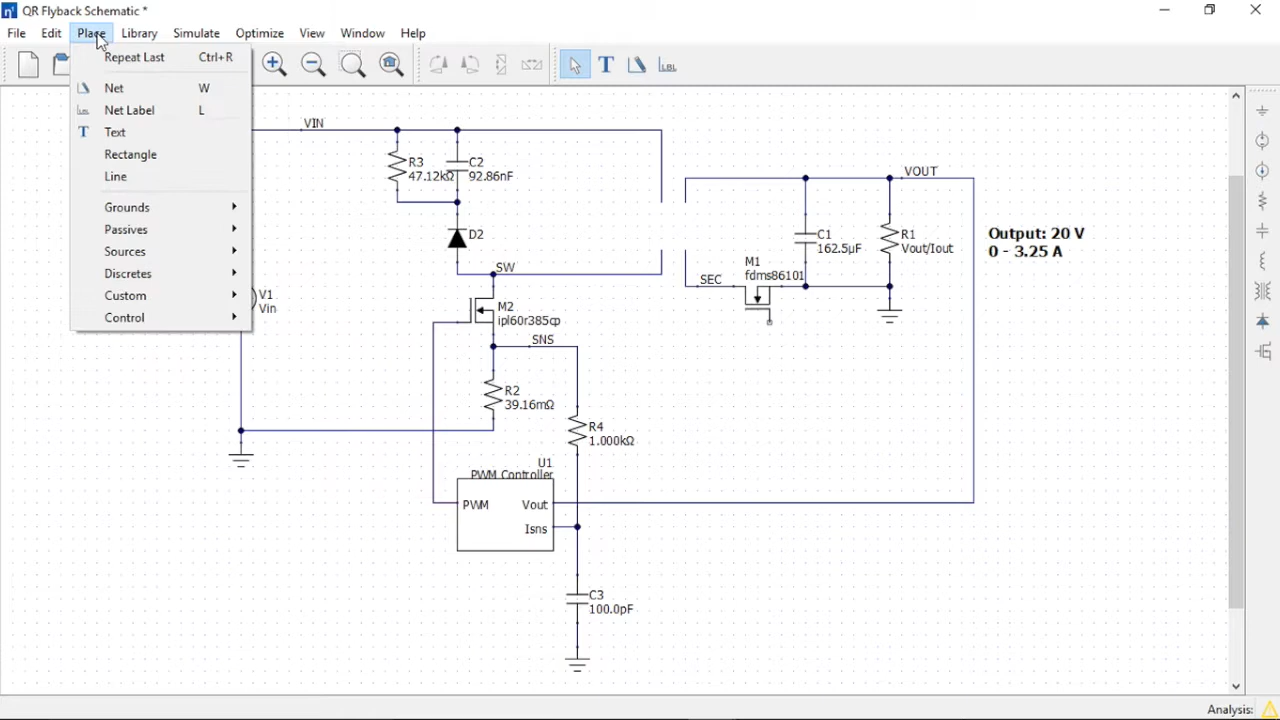 QR Flyback Schematic *
File Edit Place Library Simulate Optimize View Window Help
Repeat Last Ctrl+R
Net W
Net Label L
Text
Rectangle
Line
Grounds
Passives
Sources
Discretes
Custom
Control
T LBL
VIN
R3
47.12kΩ
C2
92.86nF
D2
SW
V1
Vin
M2
ipl60r385cp
SNS
R2
39.16mΩ
R4
1.000kΩ
U1
PWM Controller
PWM Vout
Isns
C3
100.0pF
VOUT
C1
162.5µF
R1
Vout/Iout
M1
fdms86101
SEC
Output: 20 V
0 - 3.25 A
Analysis: